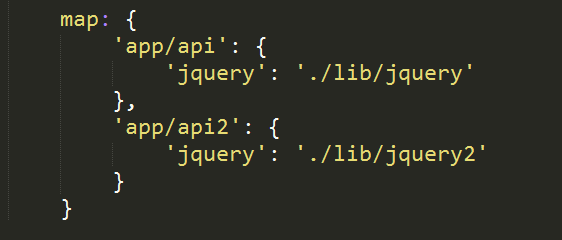 map: {
    'app/api': {
        'jquery': './lib/jquery'
    },
    'app/api2': {
        'jquery': './lib/jquery2'
    }
}